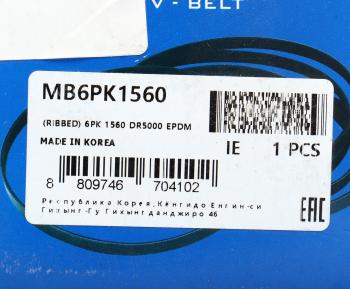 V - BELT
MB6PK1560
(RIBBED) 6PK 1560 DR5000 EPDM
MADE IN KOREA
IE 1 PCS
8 809746 704102
Республика Корея, Кёнгидо Енгин-си
Гихынг-Гу Гихынгданджиро 46
EAC